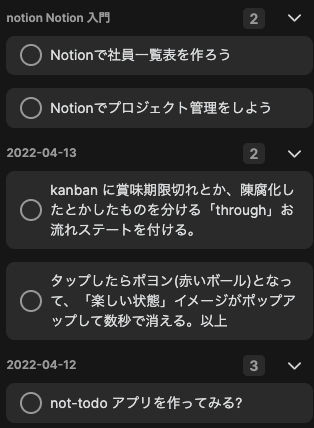 notion Notion 入門 2
Notionで社員一覧表を作ろう
Notionでプロジェクト管理をしよう
2022-04-13 2
kanban に賞味期限切れとか、陳腐化し
たとかしたものを分ける「through」お
流れステートを付ける。
タップしたらボヨン(赤いボール)となっ
て、「楽しい状態」イメージがポップア
ップして数秒で消える。以上
2022-04-12 3
not-todo アプリを作ってみる?